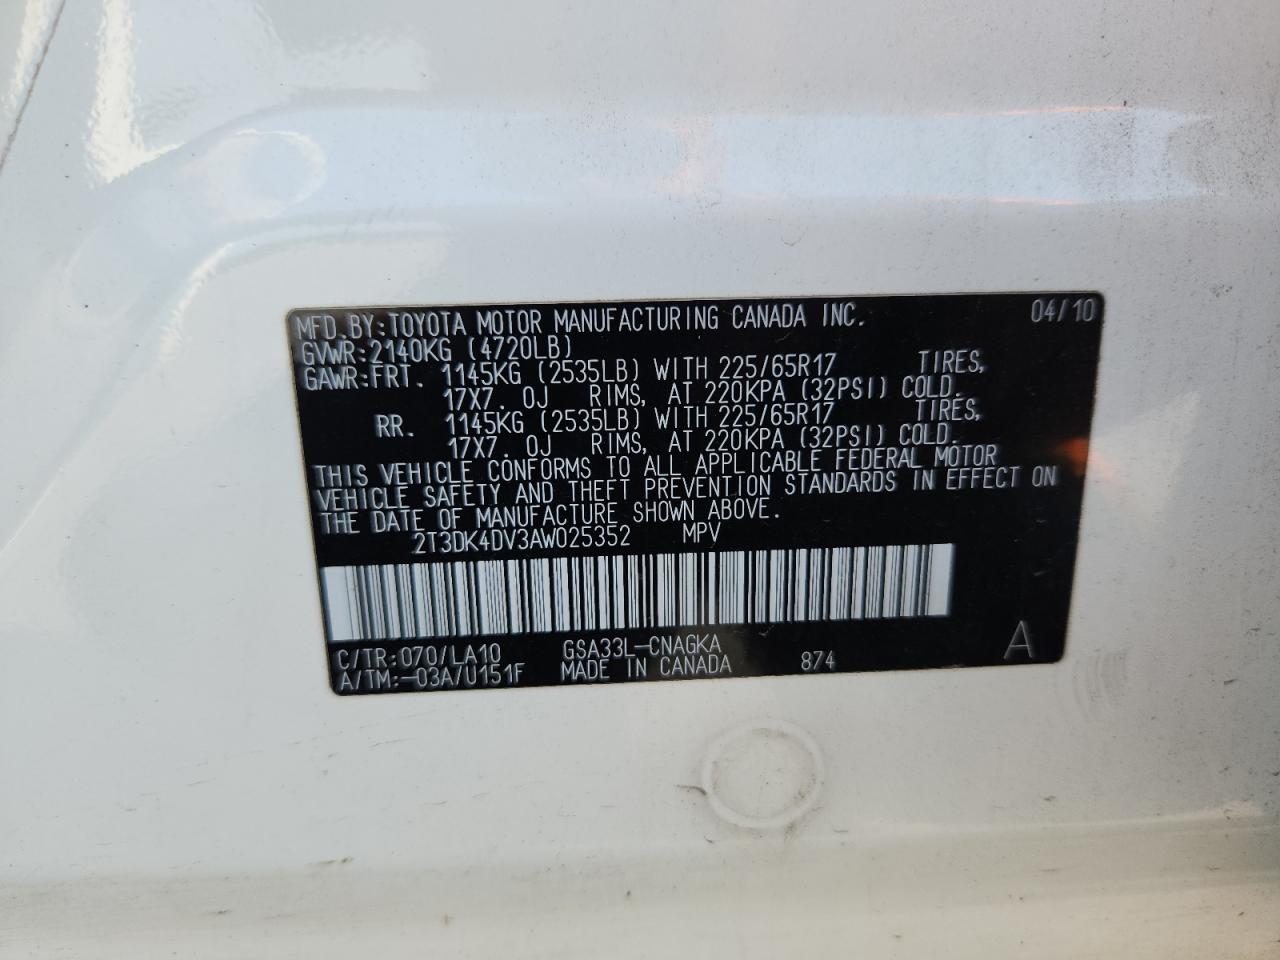 MFD.BY:TOYOTA MOTOR MANUFACTURING CANADA INC. 04/10
GVWR:2140KG (4720LB)
GAWR:FRT. 1145KG (2535LB) WITH 225/65R17 TIRES,
17X7.0J RIMS, AT 220KPA (32PSI) COLD.
RR. 1145KG (2535LB) WITH 225/65R17 TIRES,
17X7.0J RIMS, AT 220KPA (32PSI) COLD.
THIS VEHICLE CONFORMS TO ALL APPLICABLE FEDERAL MOTOR
VEHICLE SAFETY AND THEFT PREVENTION STANDARDS IN EFFECT ON
THE DATE OF MANUFACTURE SHOWN ABOVE.
2T3DK4DV3AW025352 MPV
C/TR:070/LA10 GSA33L-CNAGKA A
A/TM:-03A/U151F MADE IN CANADA 874